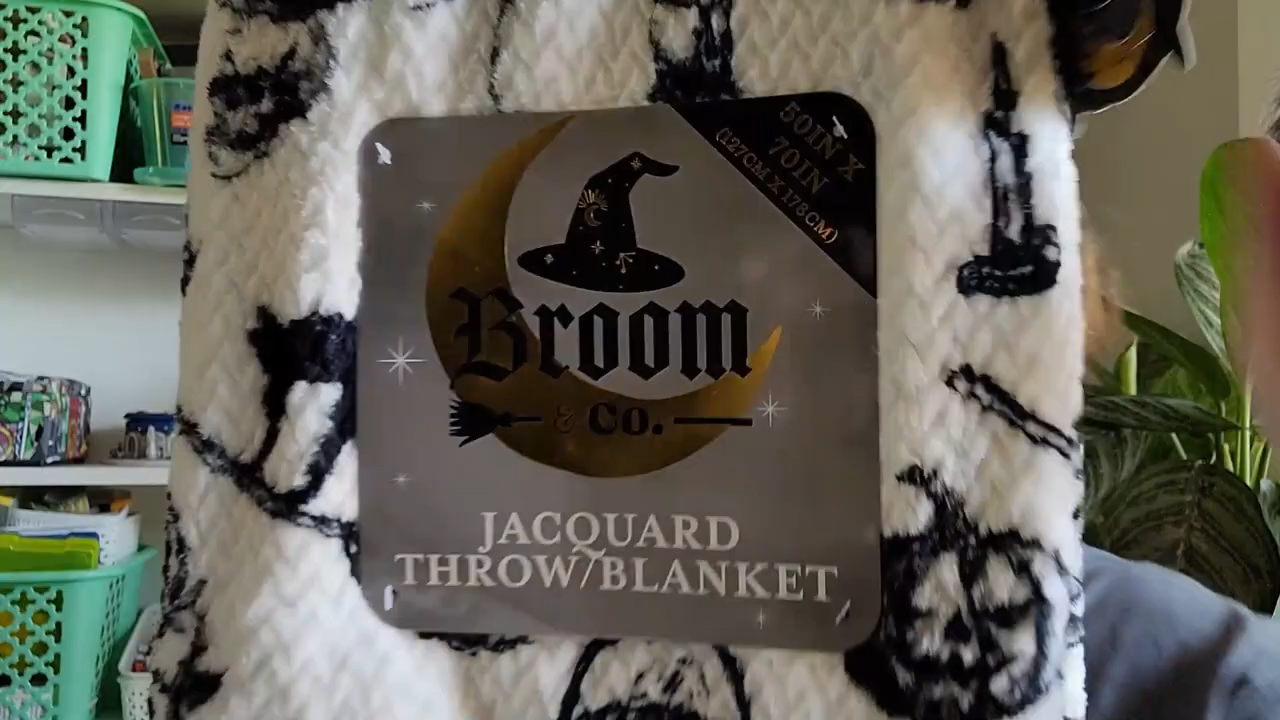 50IN X
70IN
(127CM X 178CM)
Broom
& Co.
JACQUARD
THROW/BLANKET